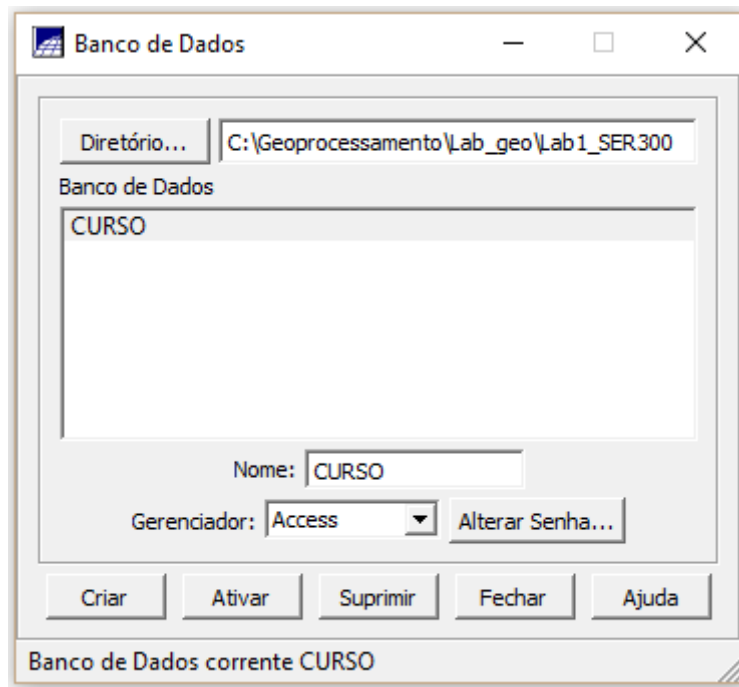 Banco de Dados
Diretório... C:\Geoprocessamento\Lab_geo\Lab1_SER300
Banco de Dados
CURSO
Nome: CURSO
Gerenciador: Access Alterar Senha...
Criar Ativar Suprimir Fechar Ajuda
Banco de Dados corrente CURSO